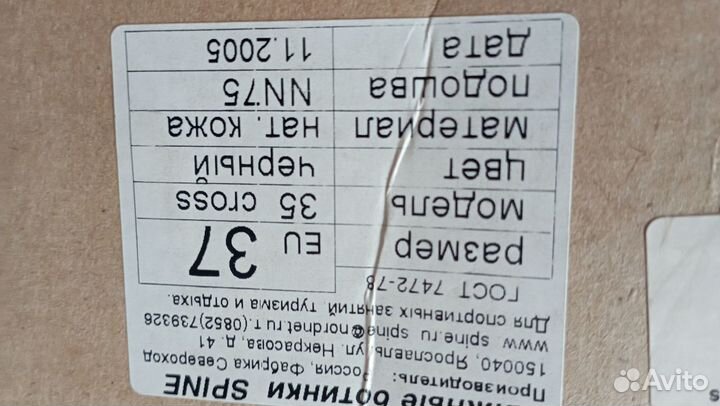 ботинки SPINE
Производитель:
Россия, Фабрика Североход
150040, Ярославль, ул. Некрасова, д. 41
www.spine.ru spine@nordnet.ru т.(0852)739326
Для спортивных занятий, туризма и отдыха.
ГОСТ 7472-78
размер EU 37
модель 35 cross
цвет черный
материал нат. кожа
подошва NN75
дата 11.2005
Avito
s